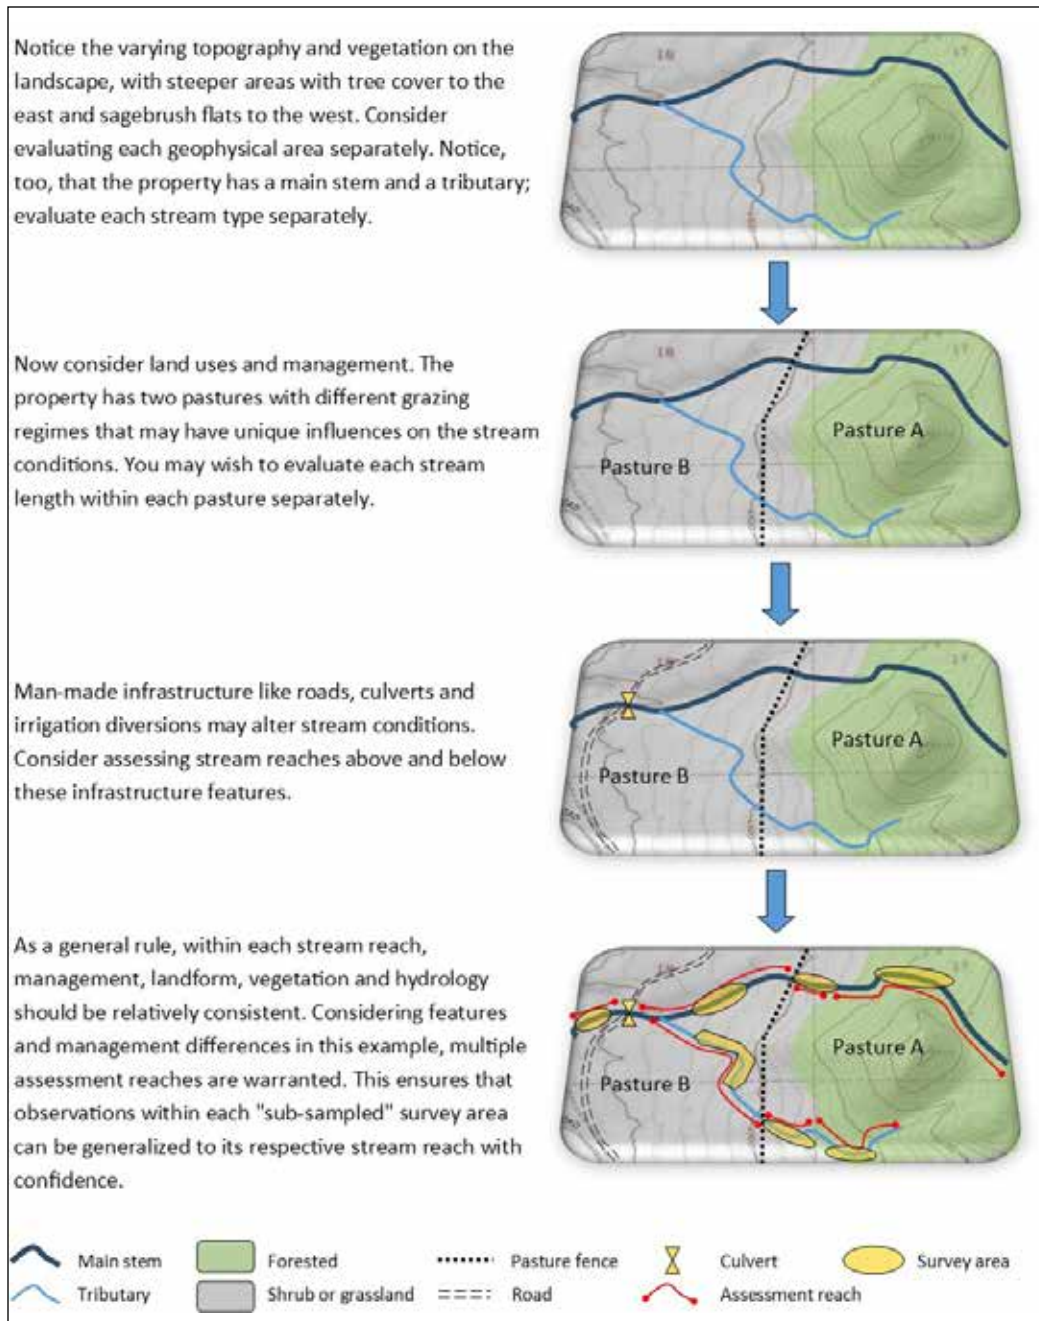 Notice the varying topography and vegetation on the
landscape, with steeper areas with tree cover to the
east and sagebrush flats to the west. Consider
evaluating each geophysical area separately. Notice,
too, that the property has a main stem and a tributary;
evaluate each stream type separately.
Now consider land uses and management. The
property has two pastures with different grazing
regimes that may have unique influences on the stream
conditions. You may wish to evaluate each stream
length within each pasture separately.
Pasture A
Pasture B
Man-made infrastructure like roads, culverts and
irrigation diversions may alter stream conditions.
Consider assessing stream reaches above and below
these infrastructure features.
Pasture A
Pasture B
As a general rule, within each stream reach,
management, landform, vegetation and hydrology
should be relatively consistent. Considering features
and management differences in this example, multiple
assessment reaches are warranted. This ensures that
observations within each "sub-sampled" survey area
can be generalized to its respective stream reach with
confidence.
Pasture A
Pasture B
Main stem
Forested
Pasture fence
Culvert
Survey area
Tributary
Shrub or grassland
Road
Assessment reach